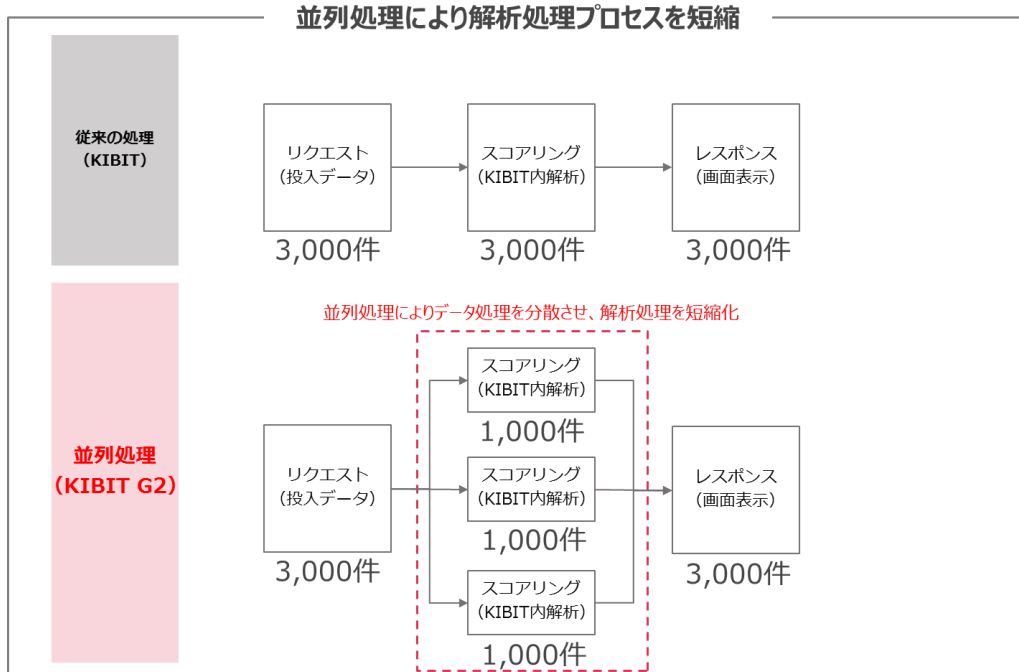 並列処理により解析処理プロセスを短縮
従来の処理
（KIBIT）
リクエスト
（投入データ）
3,000件
スコアリング
（KIBIT内解析）
3,000件
レスポンス
（画面表示）
3,000件
並列処理
（KIBIT G2）
並列処理によりデータ処理を分散させ、解析処理を短縮化
リクエスト
（投入データ）
3,000件
スコアリング
（KIBIT内解析）
1,000件
スコアリング
（KIBIT内解析）
1,000件
スコアリング
（KIBIT内解析）
1,000件
レスポンス
（画面表示）
3,000件